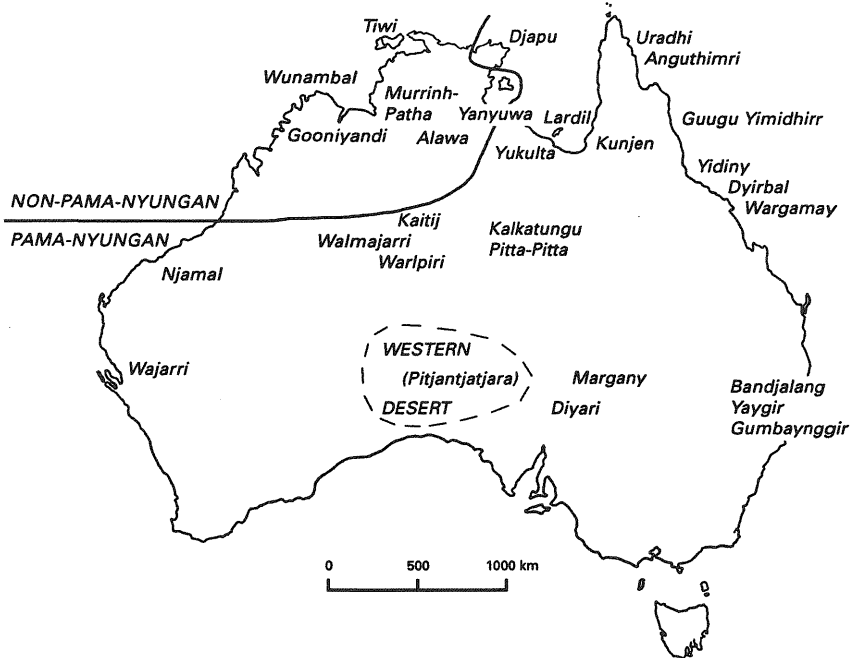 Tiwi
Djapu
Uradhi
Anguthimri
Wunambal
Murrinh-
Patha
Yanyuwa
Lardil
Guugu Yimidhirr
Gooniyandi
Alawa
Yukulta
Kunjen
Yidiny
Dyirbal
Wargamay
NON-PAMA-NYUNGAN
PAMA-NYUNGAN
Kaitij
Walmajarri
Warlpiri
Kalkatungu
Pitta-Pitta
Njamal
WESTERN
(Pitjantjatjara)
DESERT
Wajarri
Margany
Diyari
Bandjalang
Yaygir
Gumbaynggir
0 500 1000 km